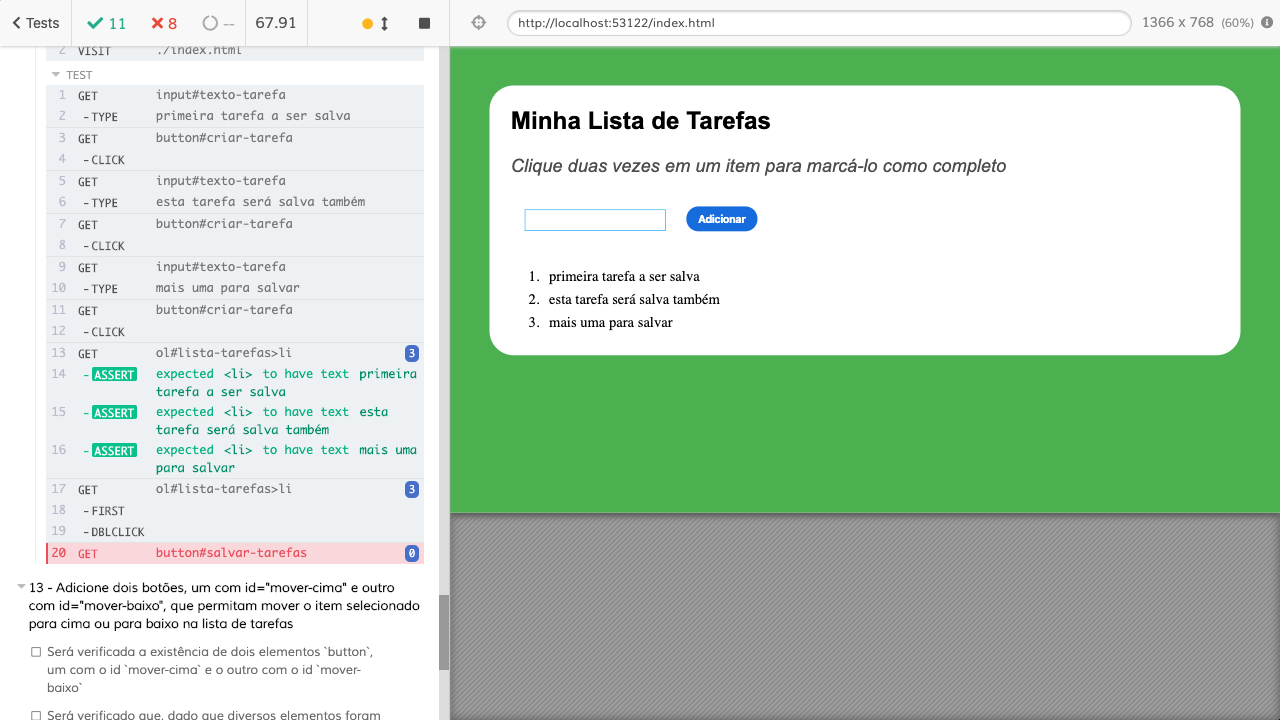 Tests
11
8
--
67.91
http://localhost:53122/index.html
1366 x 768 (60%)
2 VISIT ./index.html
TEST
1 GET input#texto-tarefa
2 -TYPE primeira tarefa a ser salva
3 GET button#criar-tarefa
4 -CLICK
5 GET input#texto-tarefa
6 -TYPE esta tarefa será salva também
7 GET button#criar-tarefa
8 -CLICK
9 GET input#texto-tarefa
10 -TYPE mais uma para salvar
11 GET button#criar-tarefa
12 -CLICK
13 GET ol#lista-tarefas>li 3
14 -ASSERT expected <li> to have text primeira
tarefa a ser salva
15 -ASSERT expected <li> to have text esta
tarefa será salva também
16 -ASSERT expected <li> to have text mais uma
para salvar
17 GET ol#lista-tarefas>li 3
18 -FIRST
19 -DBLCLICK
20 GET button#salvar-tarefas 0
13 - Adicione dois botões, um com id="mover-cima" e outro
com id="mover-baixo", que permitam mover o item selecionado
para cima ou para baixo na lista de tarefas
Será verificada a existência de dois elementos `button`,
um com o id `mover-cima` e o outro com o id `mover-
baixo`
Será verificado que, dado que diversos elementos foram
Minha Lista de Tarefas
Clique duas vezes em um item para marcá-lo como completo
Adicionar
1. primeira tarefa a ser salva
2. esta tarefa será salva também
3. mais uma para salvar